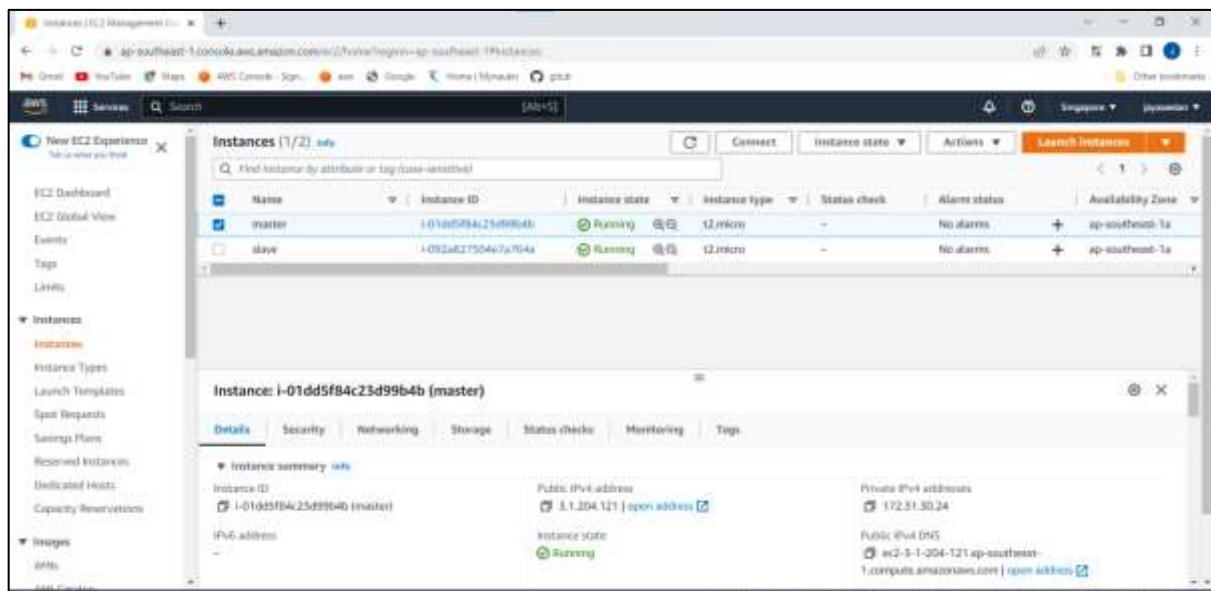 Instances | EC2 Management
ap-southeast-1.console.aws.amazon.com/ec2/home?region=ap-southeast-1#Instances:
Gmail YouTube Maps AWS Console - Sign... aws Google Other bookmarks
aws Services Search [Alt+S] Singapore
New EC2 Experience
Tell us what you think
EC2 Dashboard
EC2 Global View
Events
Tags
Limits
Instances
Instances
Instance Types
Launch Templates
Spot Requests
Savings Plans
Reserved Instances
Dedicated Hosts
Capacity Reservations
Images
AMIs
AMI Catalog
Instances (1/2) Info
Connect Instance state Actions Launch instances
Find instance by attribute or tag (case-sensitive)
1
Name Instance ID Instance state Instance type Status check Alarm status Availability Zone
master i-01dd5f84c23d99b4b Running t2.micro – No alarms + ap-southeast-1a
slave Running t2.micro – No alarms + ap-southeast-1a
Instance: i-01dd5f84c23d99b4b (master)
Details Security Networking Storage Status checks Monitoring Tags
Instance summary Info
Instance ID
i-01dd5f84c23d99b4b (master)
Public IPv4 address
3.1.204.121 | open address
Private IPv4 addresses
172.31.30.24
IPv6 address
–
Instance state
Running
Public IPv4 DNS
ec2-3-1-204-121.ap-southeast-
1.compute.amazonaws.com | open address